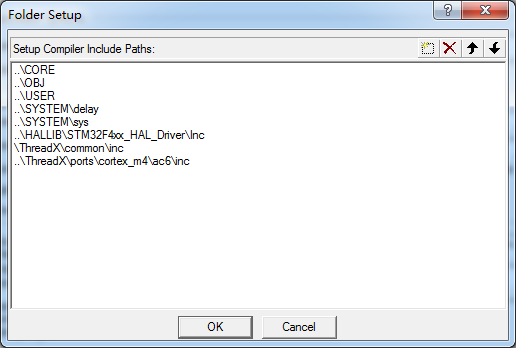 Folder Setup
?
Setup Compiler Include Paths:
..\CORE
..\OBJ
..\USER
..\SYSTEM\delay
..\SYSTEM\sys
..\HALLIB\STM32F4xx_HAL_Driver\Inc
\ThreadX\common\inc
..\ThreadX\ports\cortex_m4\ac6\inc
OK
Cancel